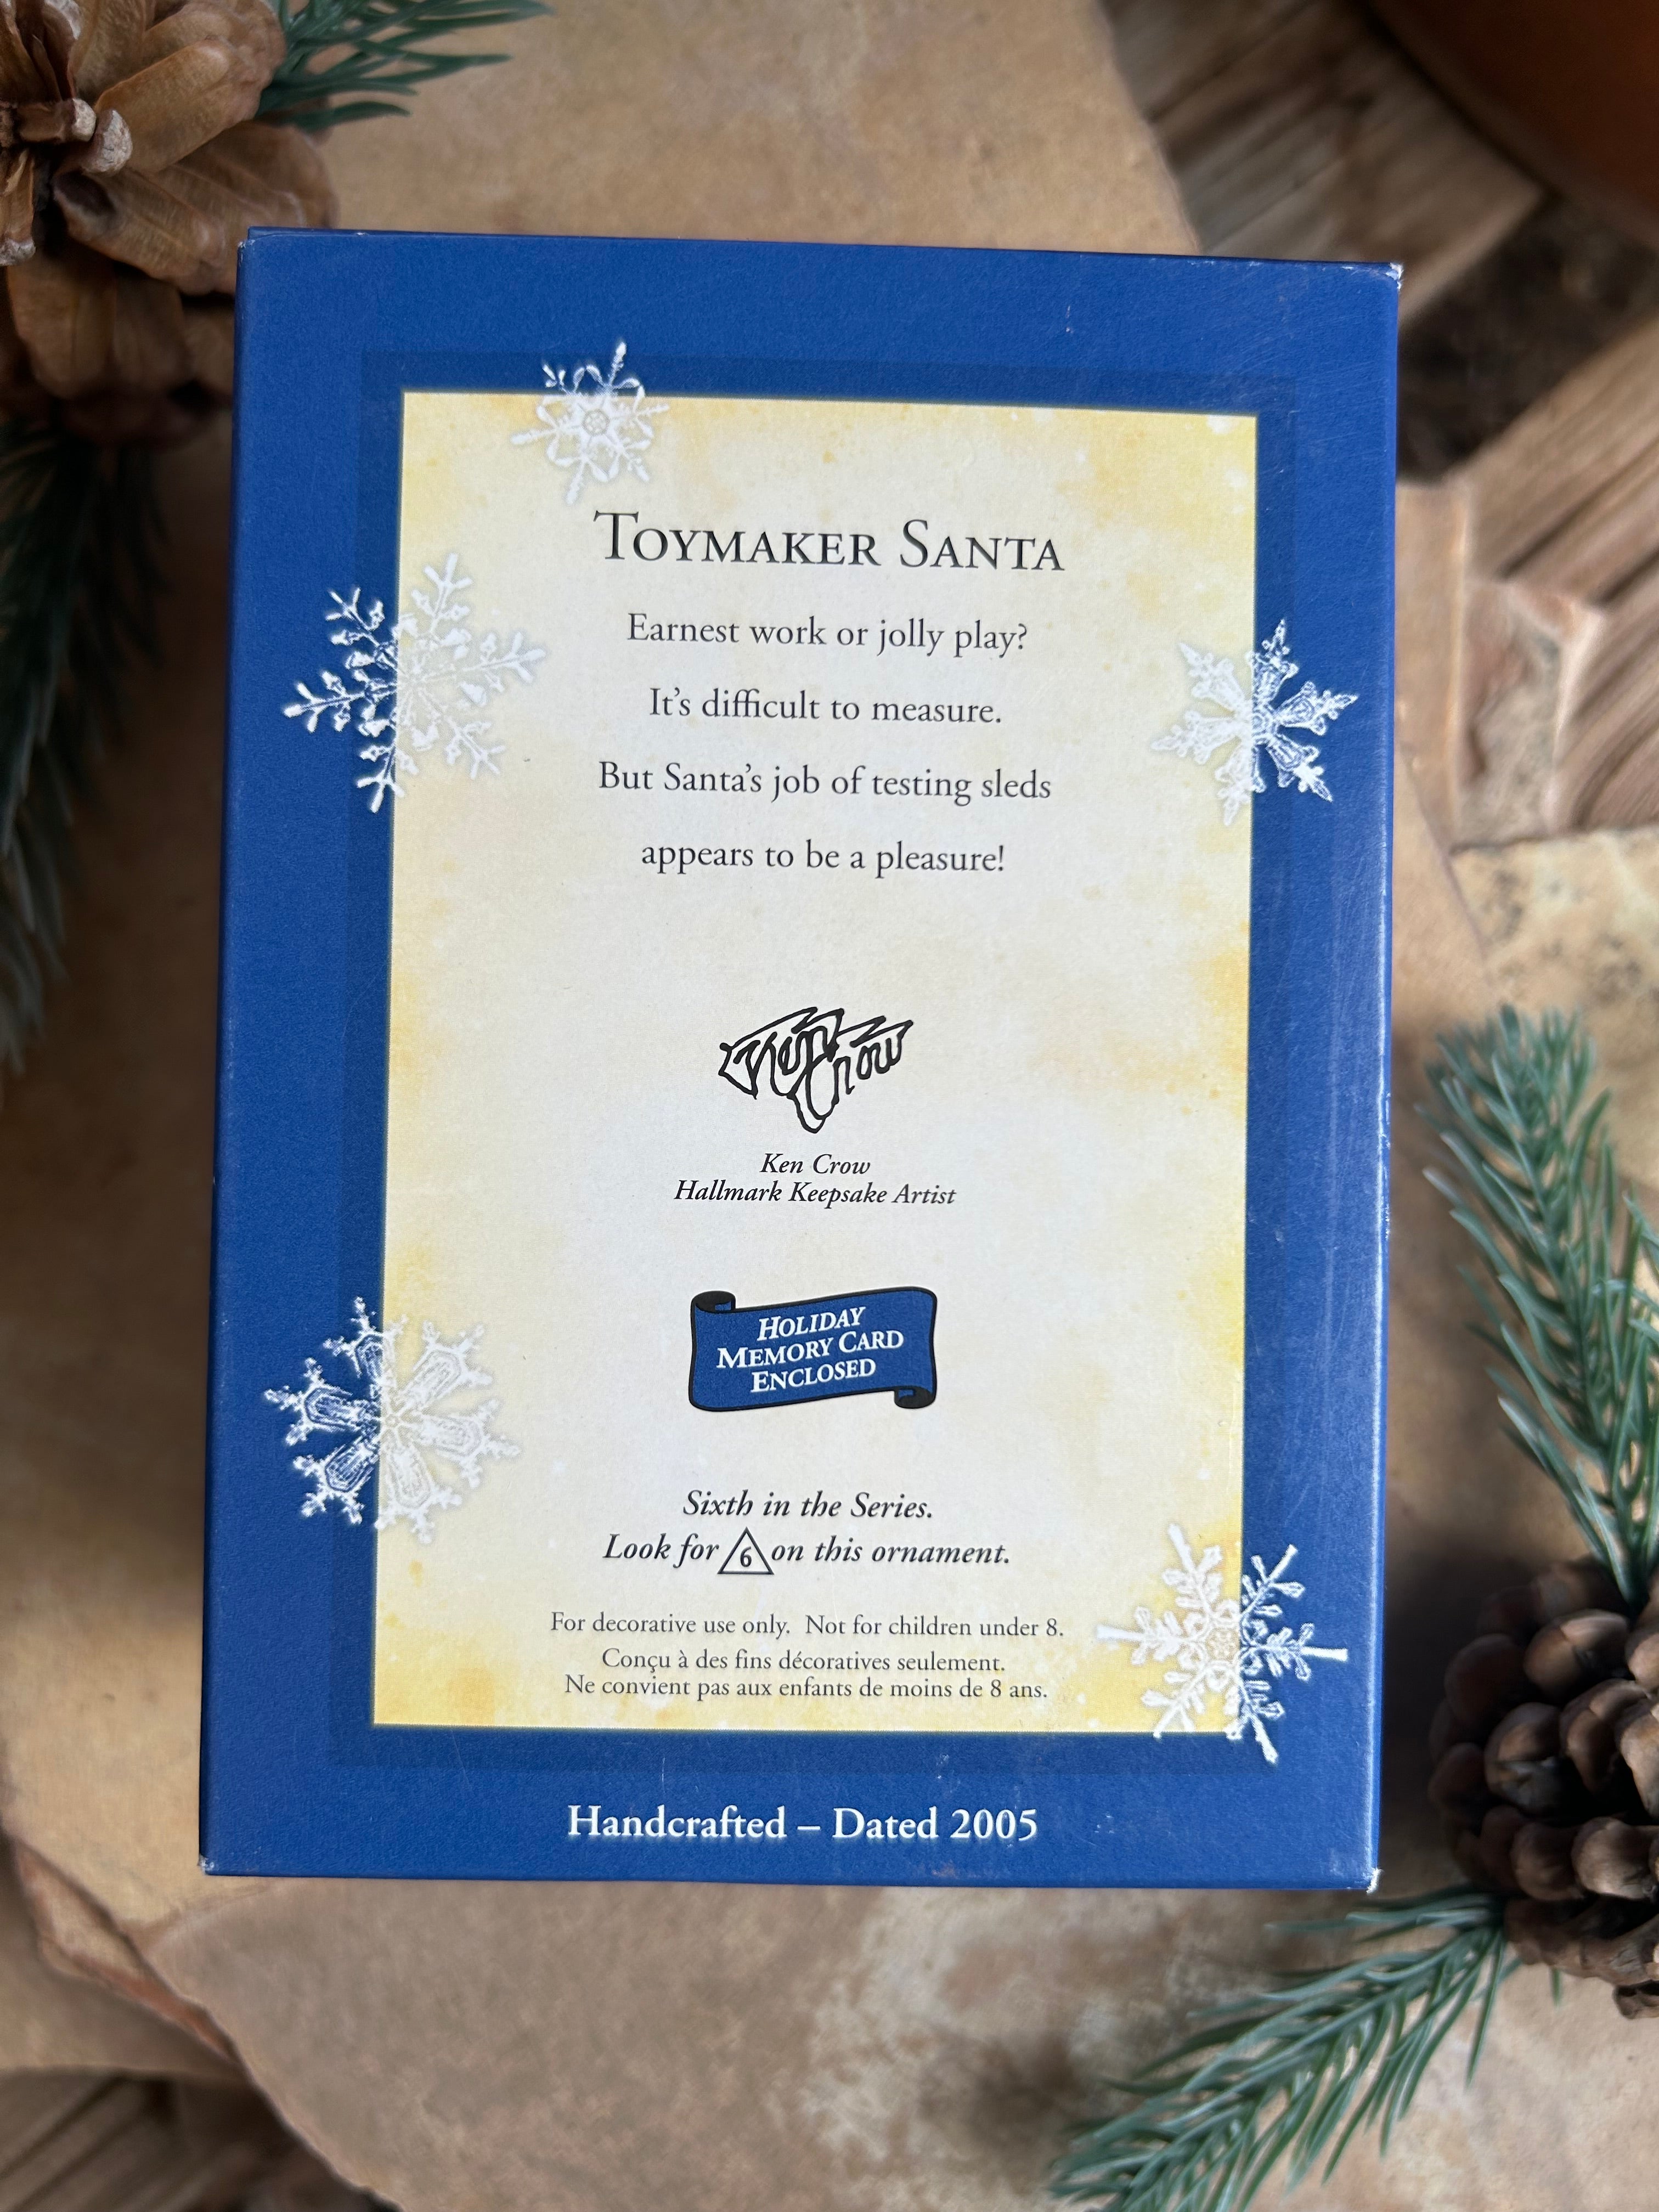 TOYMAKER SANTA
Earnest work or jolly play?
It's difficult to measure.
But Santa's job of testing sleds
appears to be a pleasure!
Ken Crow
Ken Crow
Hallmark Keepsake Artist
HOLIDAY
MEMORY CARD
ENCLOSED
Sixth in the Series.
Look for 6 on this ornament.
For decorative use only. Not for children under 8.
Conçu à des fins décoratives seulement.
Ne convient pas aux enfants de moins de 8 ans.
Handcrafted – Dated 2005